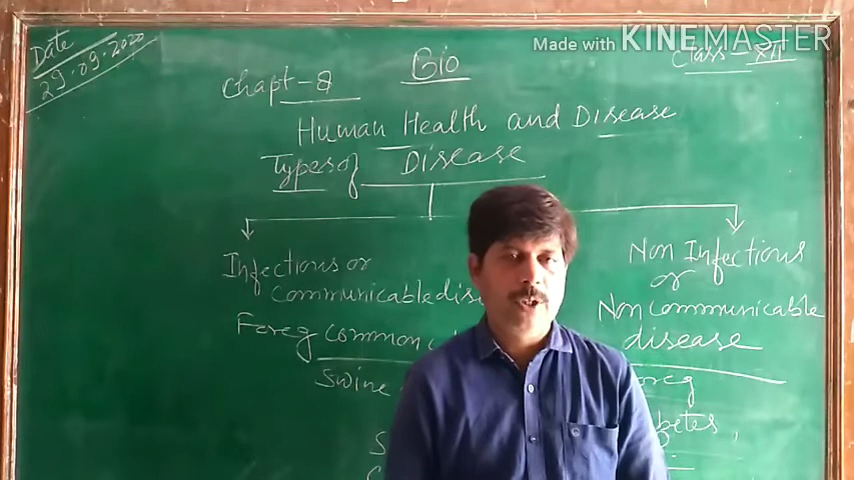 Made with KINEMASTER
Date
29.09.2020
Bio
Class - XII
Chapt-8
Human Health and Disease
Types of Disease
Infectious or
communicable
Non Infectious
or
Non communicable
disease
For eg common
Swine